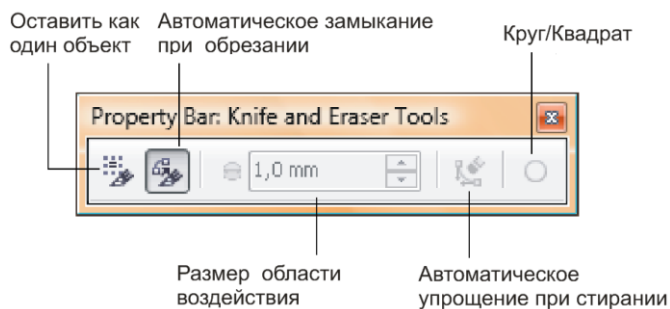 Оставить как
один объект
Автоматическое замыкание
при обрезании
Круг/Квадрат
Property Bar: Knife and Eraser Tools
1,0 mm
Размер области
воздействия
Автоматическое
упрощение при стирании